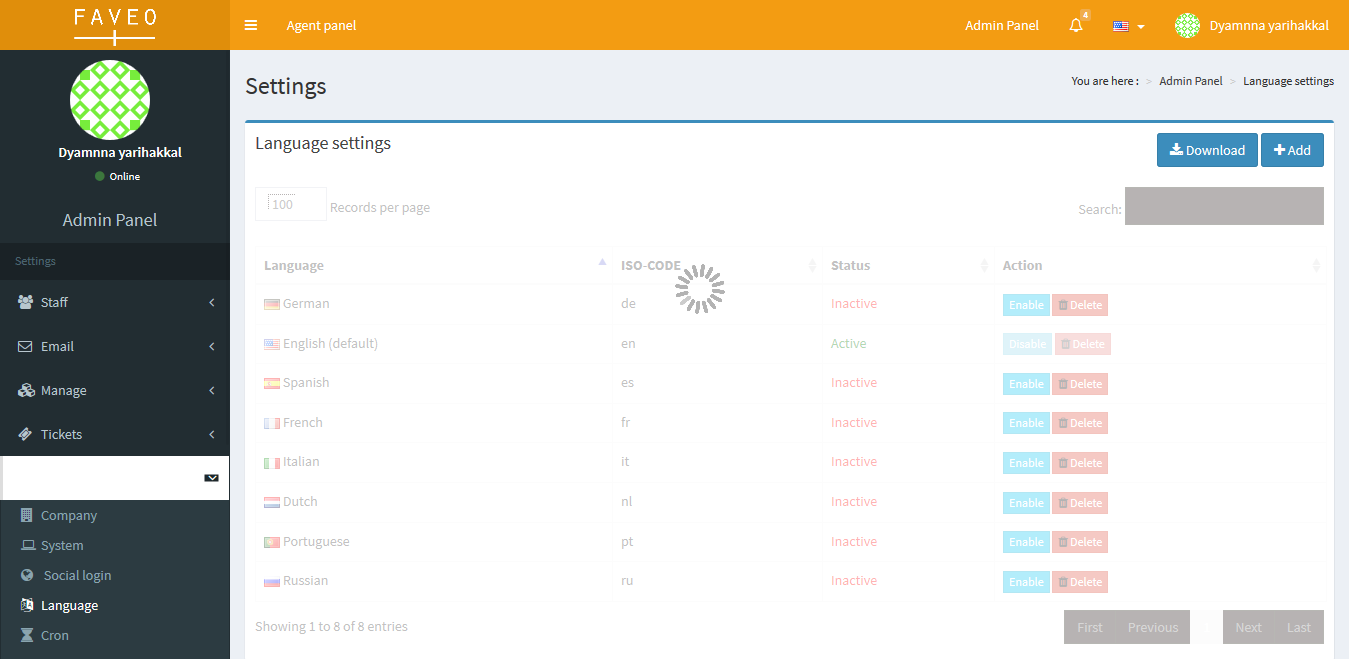 FAVEO
Agent panel
Admin Panel
4
Dyamnna yarihakkal
Dyamnna yarihakkal
Online
Admin Panel
Settings
Staff
Email
Manage
Tickets
Company
System
Social login
Language
Cron
Settings
You are here : > Admin Panel > Language settings
Language settings
Download
Add
100 Records per page
Search:
Language ISO-CODE Status Action
German de Inactive Enable Delete
English (default) en Active Disable Delete
Spanish es Inactive Enable Delete
French fr Inactive Enable Delete
Italian it Inactive Enable Delete
Dutch nl Inactive Enable Delete
Portuguese pt Inactive Enable Delete
Russian ru Inactive Enable Delete
Showing 1 to 8 of 8 entries
First Previous Next Last